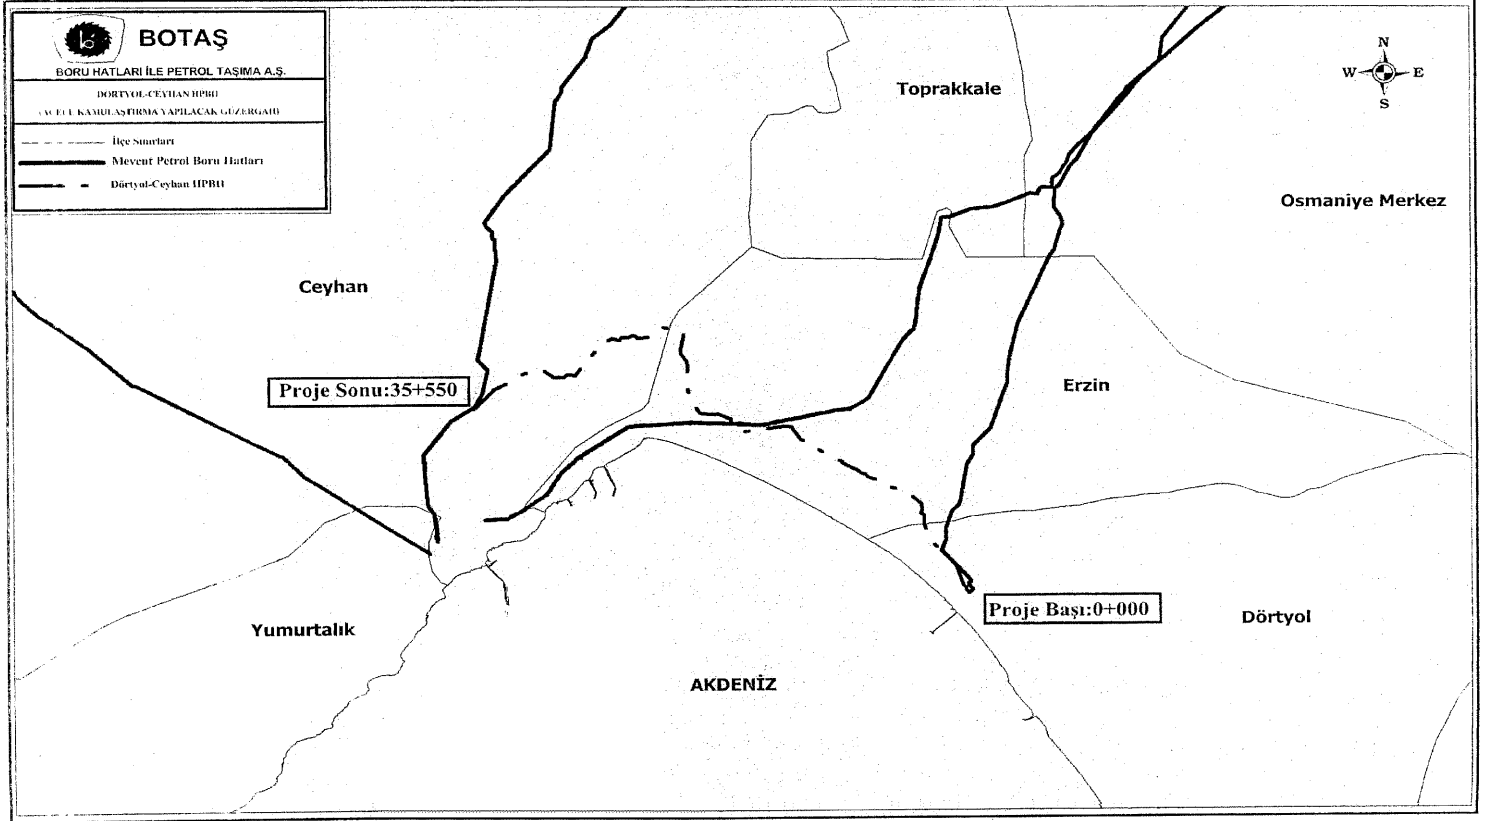 BOTAŞ
BORU HATLARI İLE PETROL TAŞIMA A.Ş.
DÖRTYOL-CEYHAN HPBH
(ACELE KAMULAŞTIRMA YAPILACAK GÜZERGAH)
İlçe Sınırları
Mevcut Petrol Boru Hatları
Dörtyol-Ceyhan HPBH
N
W E
S
Toprakkale
Osmaniye Merkez
Ceyhan
Proje Sonu:35+550
Erzin
Proje Başı:0+000
Dörtyol
Yumurtalık
AKDENİZ